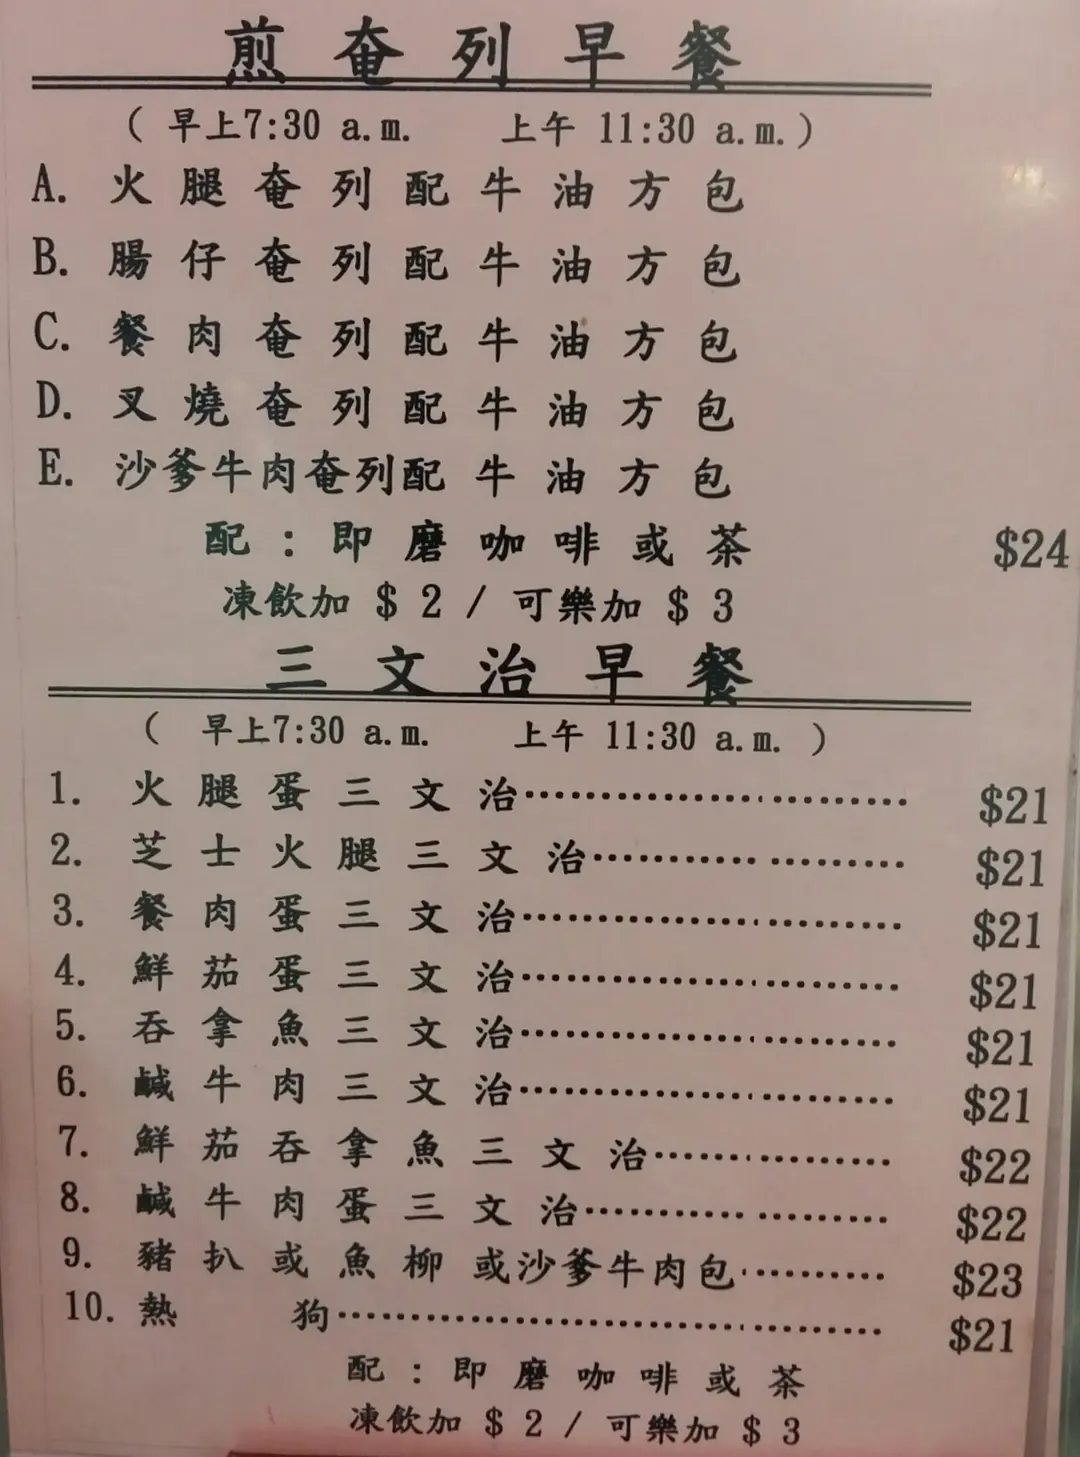 煎奄列早餐
( 早上7:30 a.m. 上午 11:30 a.m.)
A. 火腿奄列配牛油方包
B. 腸仔奄列配牛油方包
C. 餐肉奄列配牛油方包
D. 叉燒奄列配牛油方包
E. 沙爹牛肉奄列配牛油方包
配：即磨咖啡或茶 $24
凍飲加 $2 / 可樂加 $3
三文治早餐
( 早上7:30 a.m. 上午 11:30 a.m. )
1. 火腿蛋三文治…………………… $21
2. 芝士火腿三文治………………… $21
3. 餐肉蛋三文治…………………… $21
4. 鮮茄蛋三文治…………………… $21
5. 吞拿魚三文治…………………… $21
6. 鹹牛肉三文治…………………… $21
7. 鮮茄吞拿魚三文治……………… $22
8. 鹹牛肉蛋三文治………………… $22
9. 豬扒或魚柳或沙爹牛肉包……… $23
10. 熱 狗…………………………… $21
配：即磨咖啡或茶
凍飲加 $2 / 可樂加 $3